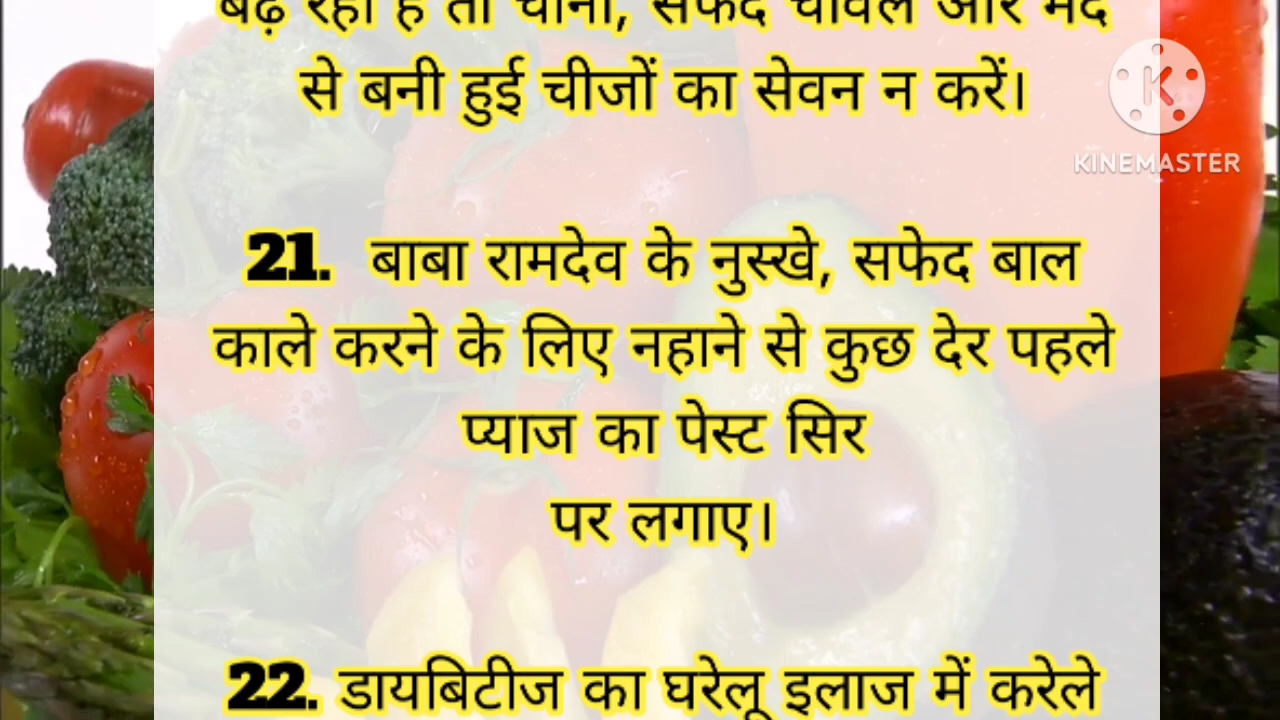 बढ़ रहा है तो चीनी, सफेद चावल और मैदे
से बनी हुई चीजों का सेवन न करें।
KINEMASTER
21. बाबा रामदेव के नुस्खे, सफेद बाल
काले करने के लिए नहाने से कुछ देर पहले
प्याज का पेस्ट सिर
पर लगाए।
22. डायबिटीज का घरेलू इलाज में करेले